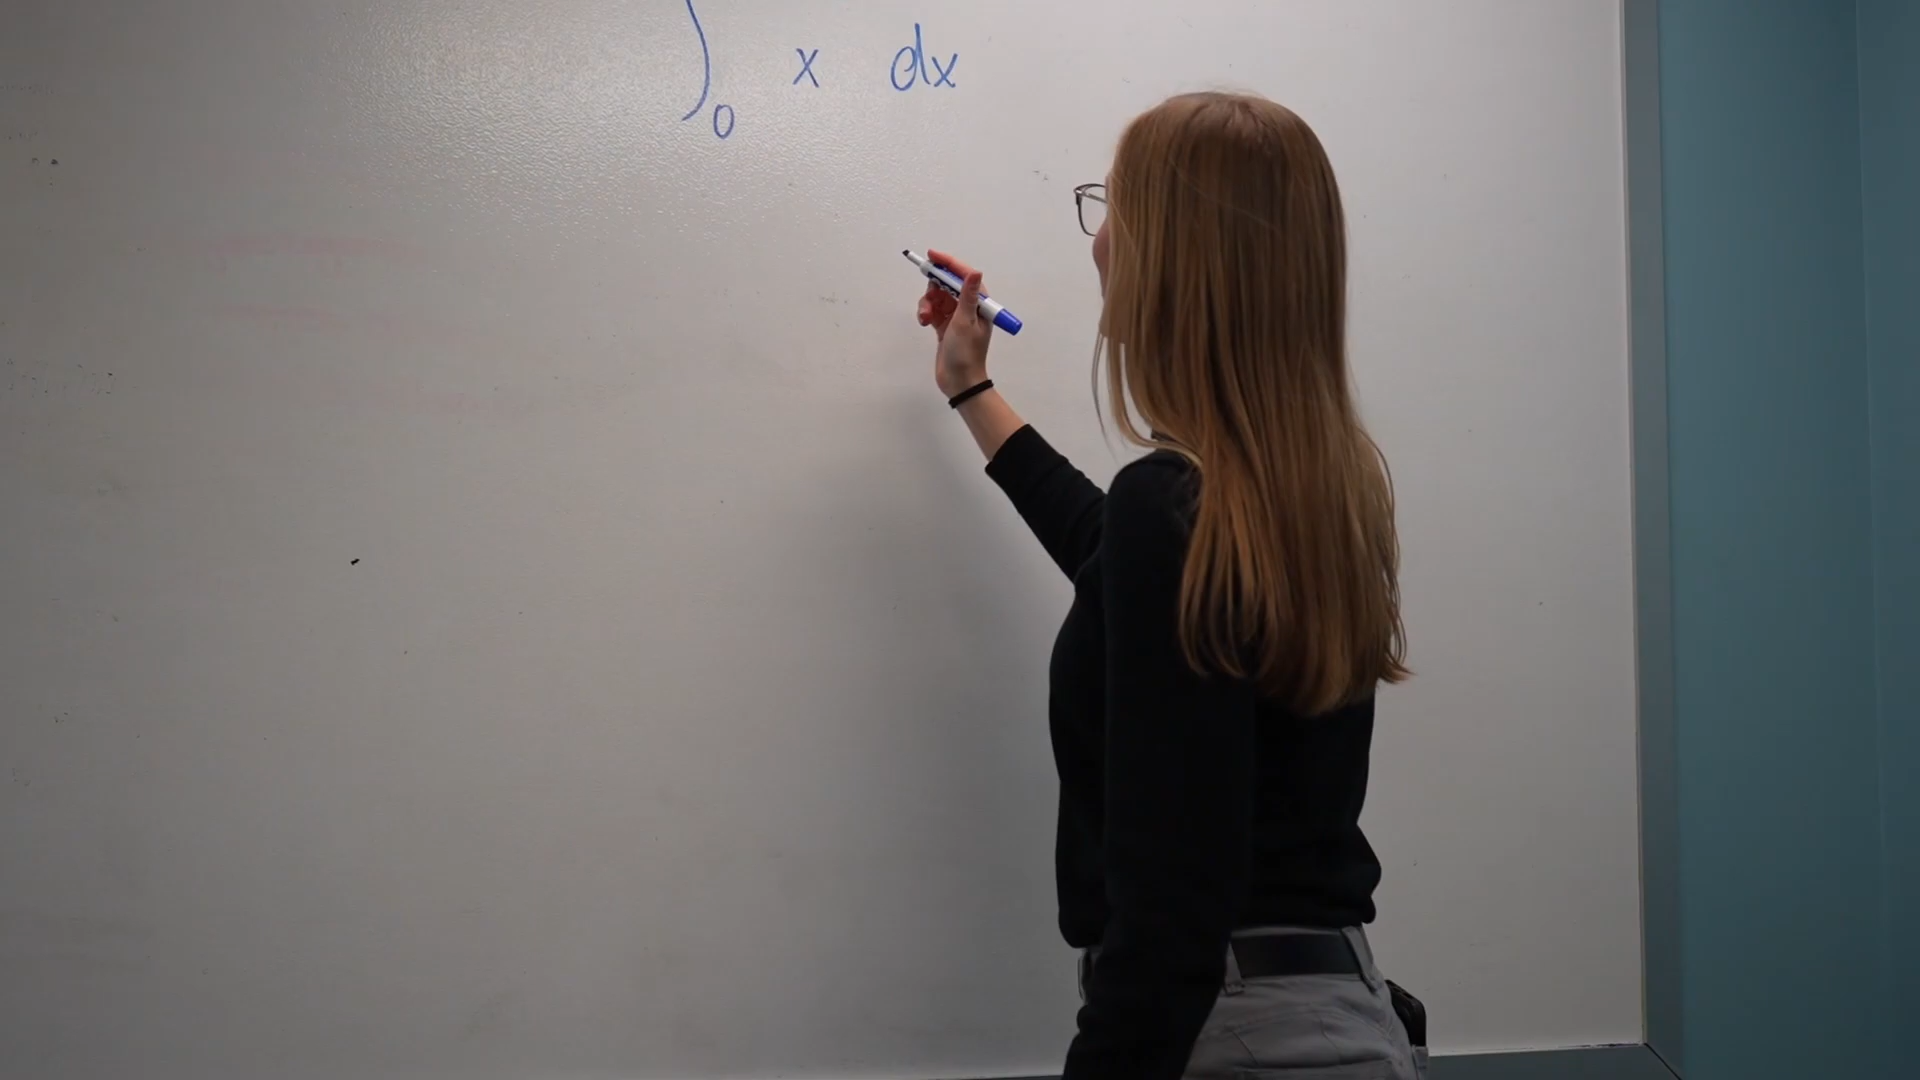 ∫₀ x dx